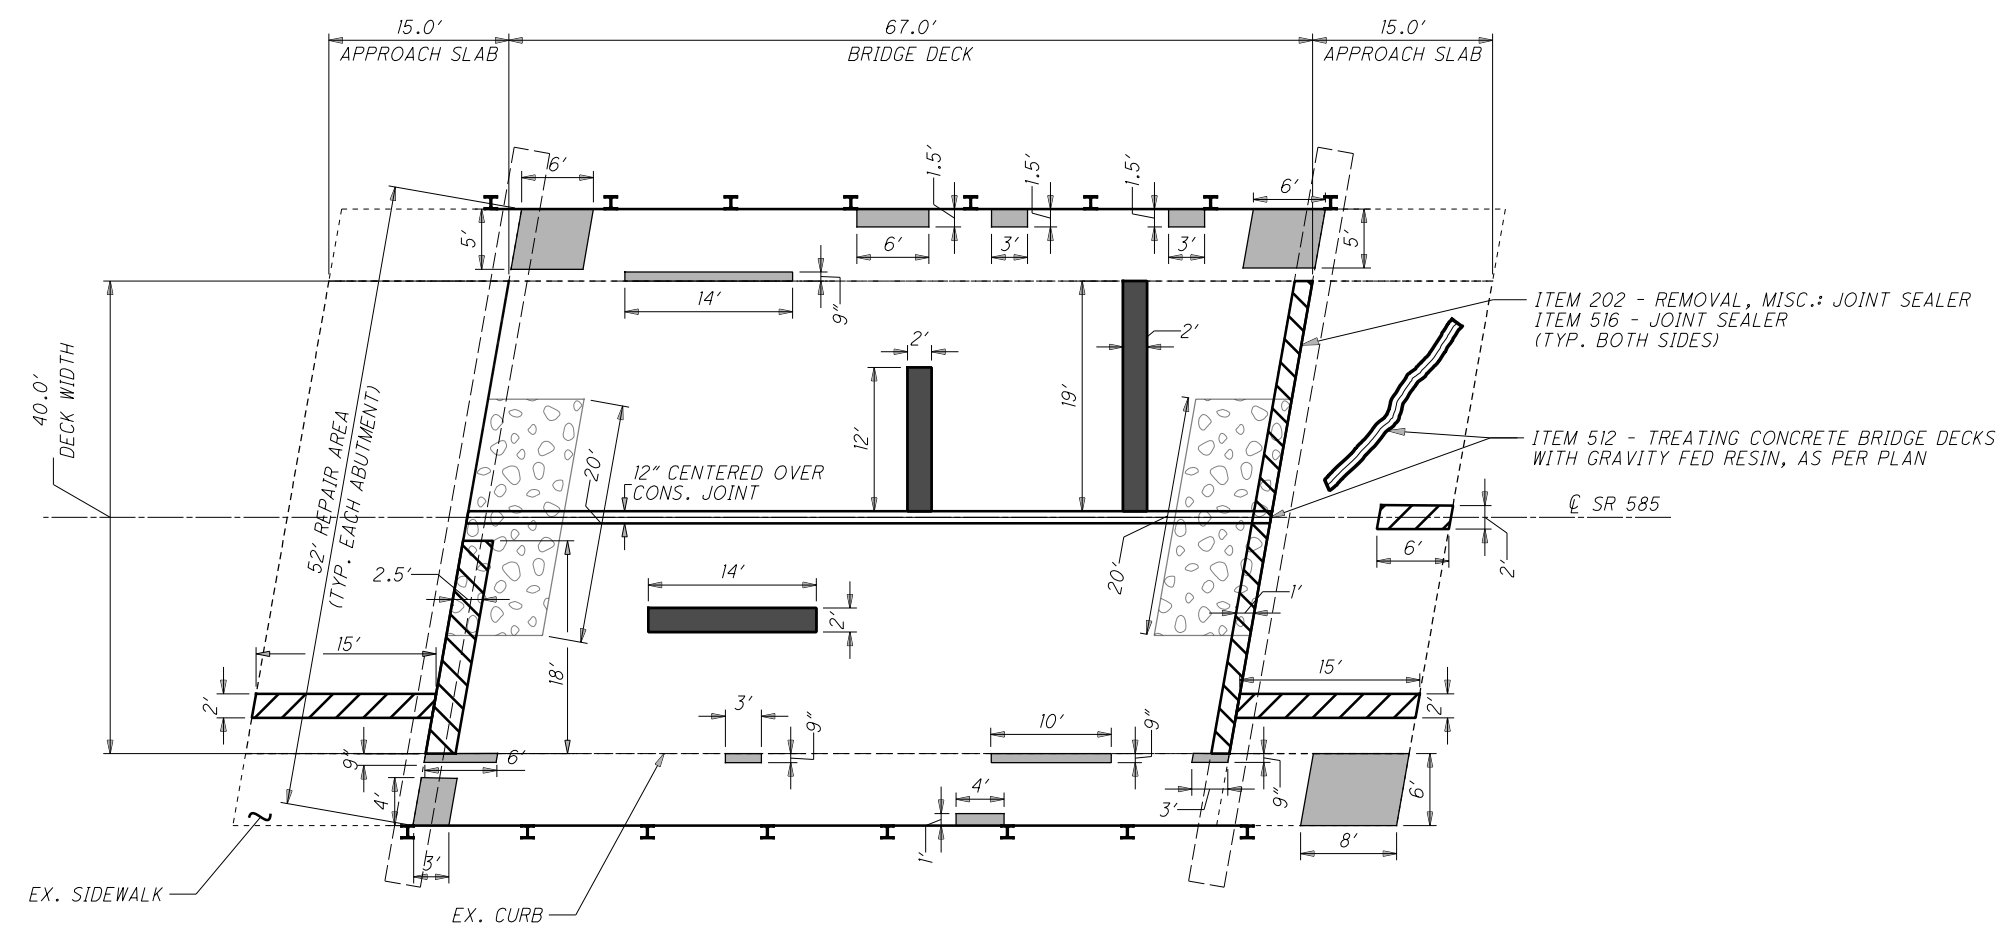 15.0' 67.0' 15.0'
APPROACH SLAB BRIDGE DECK APPROACH SLAB
6' 1.5' 1.5' 1.5' 6'
5' 6' 3' 3' 5'
14' 9"
2' 19' 2'
ITEM 202 - REMOVAL, MISC.: JOINT SEALER
ITEM 516 - JOINT SEALER
(TYP. BOTH SIDES)
40.0'
DECK WIDTH
52' REPAIR AREA
(TYP. EACH ABUTMENT)
12'
20'
12" CENTERED OVER
CONS. JOINT
ITEM 512 - TREATING CONCRETE BRIDGE DECKS
WITH GRAVITY FED RESIN, AS PER PLAN
℄ SR 585
6' 2'
2.5' 14' 2' 20' 1'
15' 18' 15'
2' 2'
3' 9" 10' 9"
9" 6' 3' 9"
4' 4' 6'
3' 1' 8'
EX. SIDEWALK
EX. CURB